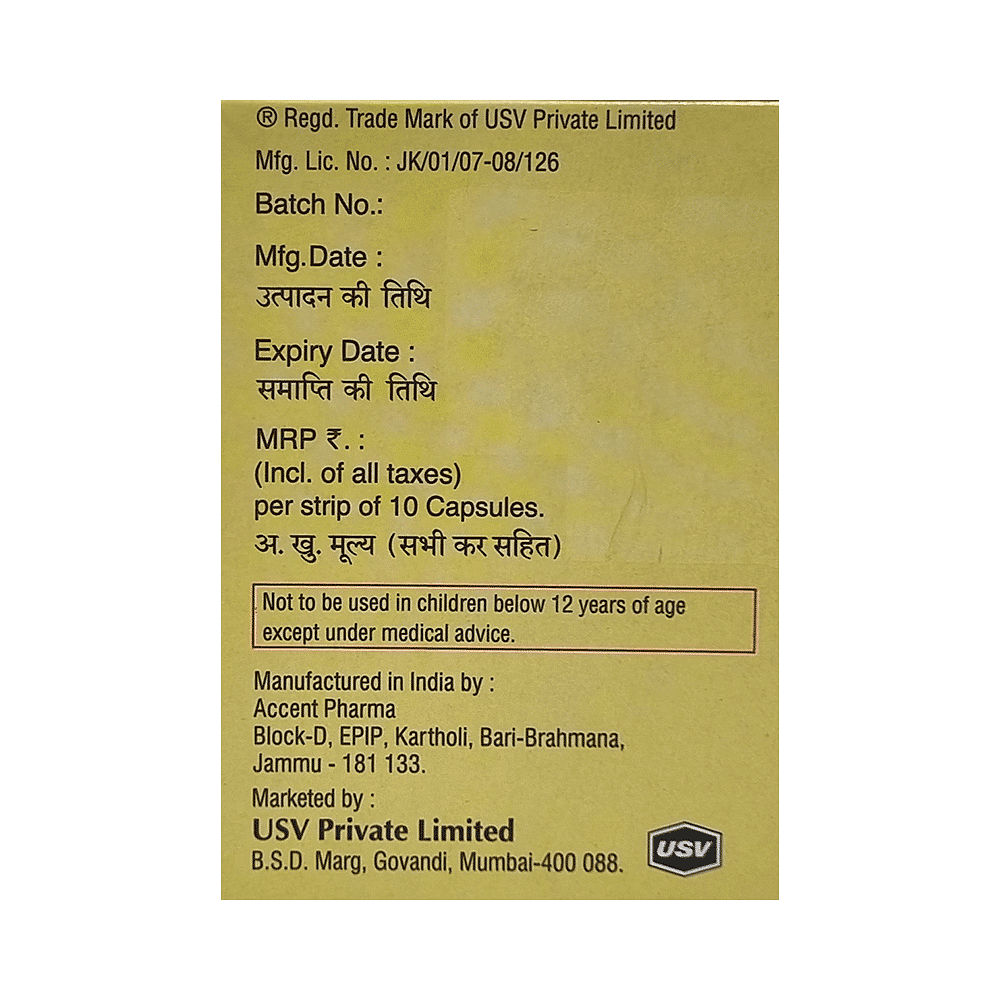 ® Regd. Trade Mark of USV Private Limited
Mfg. Lic. No. : JK/01/07-08/126
Batch No.:
Mfg.Date :
उत्पादन की तिथि
Expiry Date :
समाप्ति की तिथि
MRP ₹. :
(Incl. of all taxes)
per strip of 10 Capsules.
अ. खु. मूल्य (सभी कर सहित)
Not to be used in children below 12 years of age
except under medical advice.
Manufactured in India by :
Accent Pharma
Block-D, EPIP, Kartholi, Bari-Brahmana,
Jammu - 181 133.
Marketed by :
USV Private Limited
B.S.D. Marg, Govandi, Mumbai-400 088.
USV